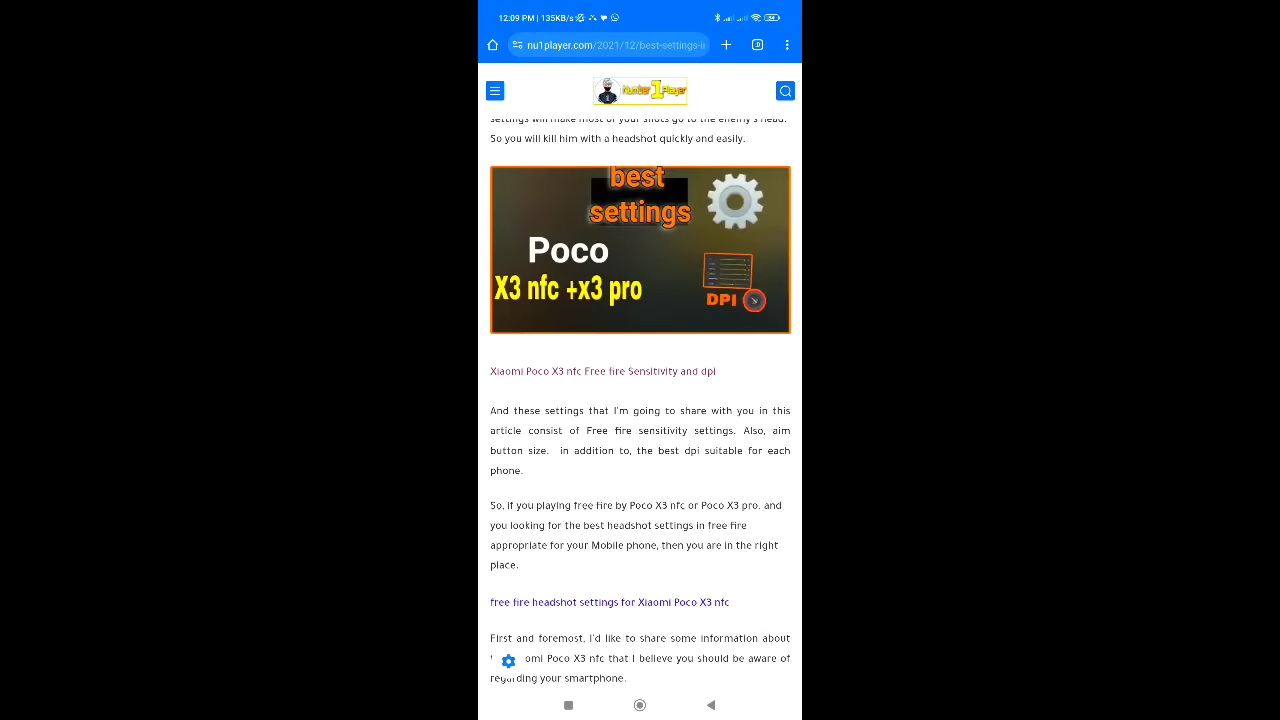 12:09 PM | 135KB/s
54
nu1player.com/2021/12/best-settings-i
:D
Number 1 Player
settings will make most of your shots go to the enemy's head.
So you will kill him with a headshot quickly and easily.
best
settings
Poco
X3 nfc +x3 pro
DPI
Xiaomi Poco X3 nfc Free fire Sensitivity and dpi
And these settings that I'm going to share with you in this
article consist of Free fire sensitivity settings. Also, aim
button size. in addition to, the best dpi suitable for each
phone.
So, if you playing free fire by Poco X3 nfc or Poco X3 pro. and
you looking for the best headshot settings in free fire
appropriate for your Mobile phone, then you are in the right
place.
free fire headshot settings for Xiaomi Poco X3 nfc
First and foremost, I'd like to share some information about
omi Poco X3 nfc that I believe you should be aware of
regarding your smartphone.